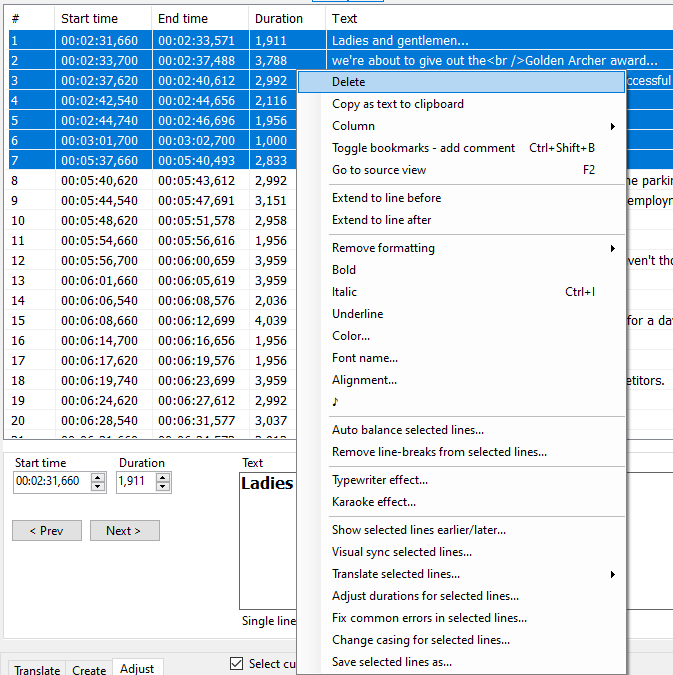 # Start time End time Duration Text
1 00:02:31,660 00:02:33,571 1,911 Ladies and gentlemen...
2 00:02:33,700 00:02:37,488 3,788 we're about to give out the<br />Golden Archer award...
3 00:02:37,620 00:02:40,612 2,992
4 00:02:42,540 00:02:44,656 2,116
5 00:02:44,740 00:02:46,696 1,956
6 00:03:01,700 00:03:02,700 1,000
7 00:05:37,660 00:05:40,493 2,833
8 00:05:40,620 00:05:43,612 2,992
9 00:05:44,540 00:05:47,691 3,151
10 00:05:48,620 00:05:51,578 2,958
11 00:05:54,660 00:05:56,616 1,956
12 00:05:56,700 00:06:00,659 3,959
13 00:06:01,660 00:06:05,619 3,959
14 00:06:06,540 00:06:08,576 2,036
15 00:06:08,660 00:06:12,699 4,039 for a da
16 00:06:14,700 00:06:16,656 1,956
17 00:06:17,620 00:06:19,576 1,956
18 00:06:19,740 00:06:23,699 3,959
19 00:06:24,620 00:06:27,612 2,992
20 00:06:28,540 00:06:31,577 3,037
Delete
Copy as text to clipboard
Column
Toggle bookmarks - add comment Ctrl+Shift+B
Go to source view F2
Extend to line before
Extend to line after
Remove formatting
Bold
Italic Ctrl+I
Underline
Color...
Font name...
Alignment...
♪
Auto balance selected lines...
Remove line-breaks from selected lines...
Typewriter effect...
Karaoke effect...
Show selected lines earlier/later...
Visual sync selected lines...
Translate selected lines...
Adjust durations for selected lines...
Fix common errors in selected lines...
Change casing for selected lines...
Save selected lines as...
Start time Duration Text
00:02:31,660 1,911 Ladies
< Prev Next >
Single line
Translate Create Adjust Select cu